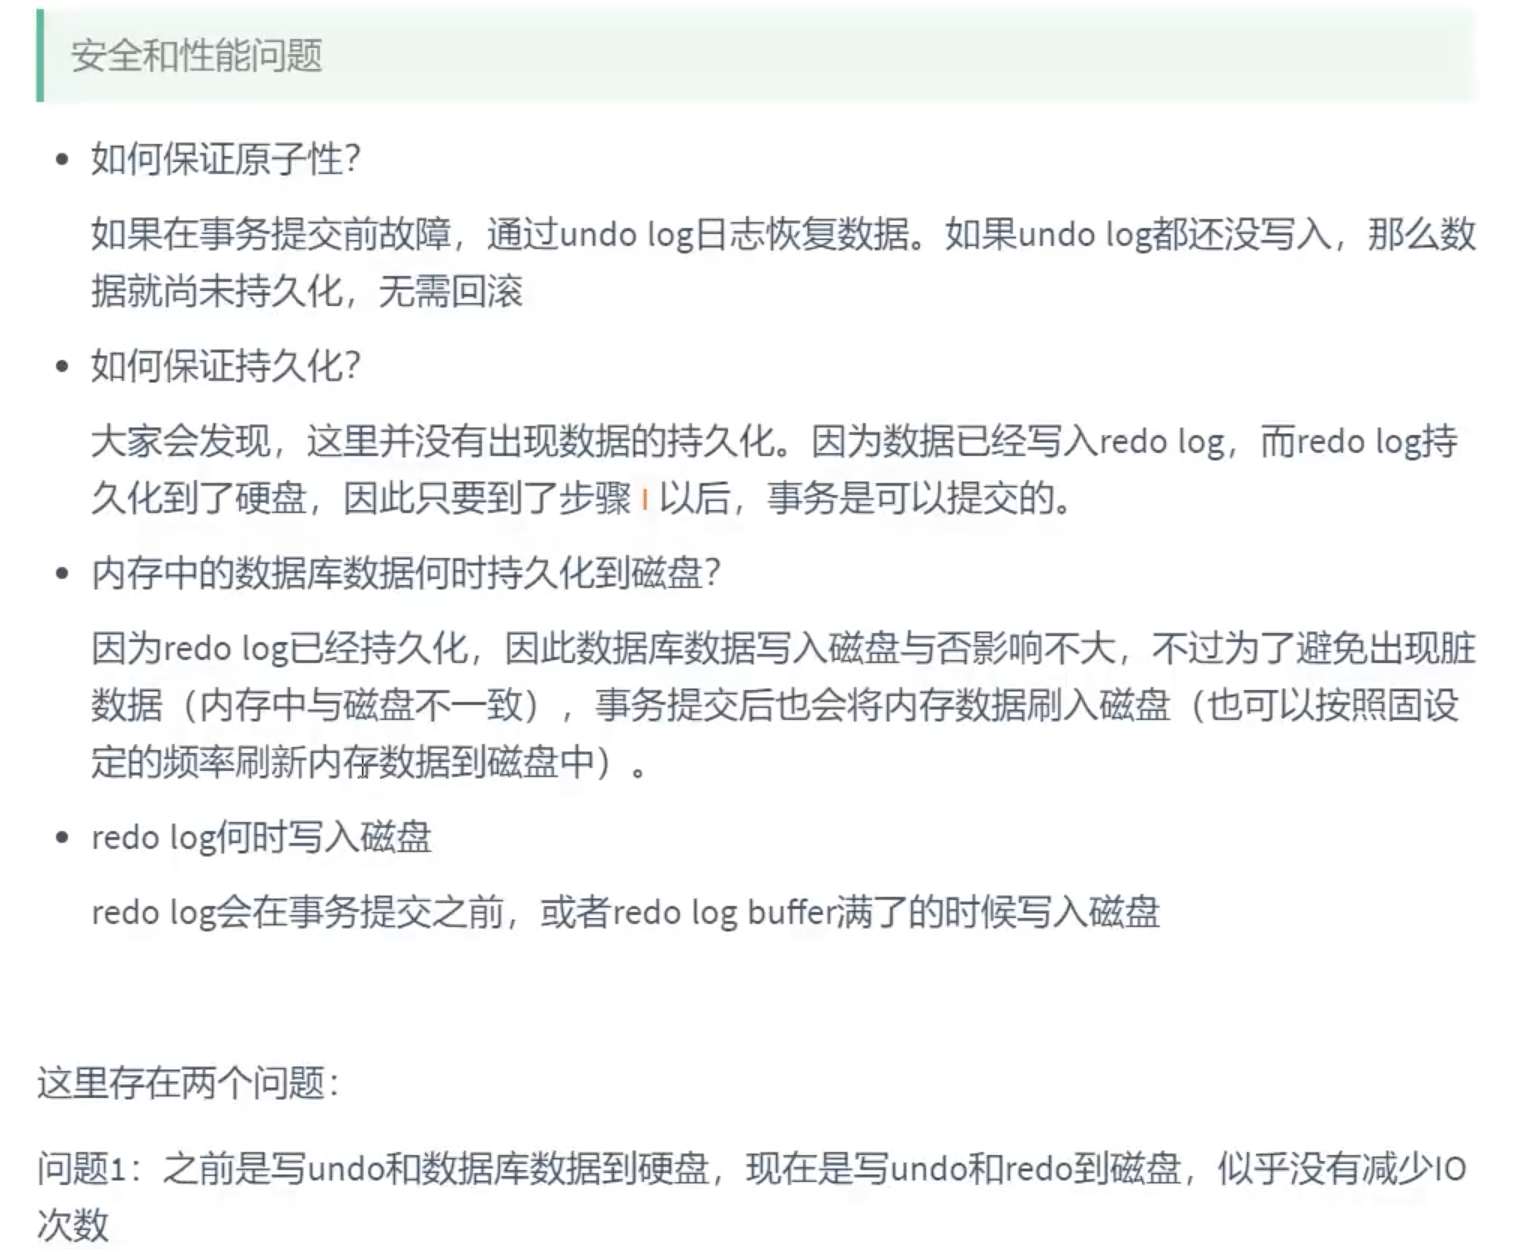 安全和性能问题
如何保证原子性？
如果在事务提交前故障，通过undo log日志恢复数据。如果undo log都还没写入，那么数
据就尚未持久化，无需回滚
如何保证持久化？
大家会发现，这里并没有出现数据的持久化。因为数据已经写入redo log，而redo log持
久化到了硬盘，因此只要到了步骤 以后，事务是可以提交的。
内存中的数据库数据何时持久化到磁盘？
因为redo log已经持久化，因此数据库数据写入磁盘与否影响不大，不过为了避免出现脏
数据（内存中与磁盘不一致），事务提交后也会将内存数据刷入磁盘（也可以按照固设
定的频率刷新内存数据到磁盘中）。
redo log何时写入磁盘
redo log会在事务提交之前，或者redo log buffer满了的时候写入磁盘
这里存在两个问题：
问题1：之前是写undo和数据库数据到硬盘，现在是写undo和redo到磁盘，似乎没有减少IO
次数